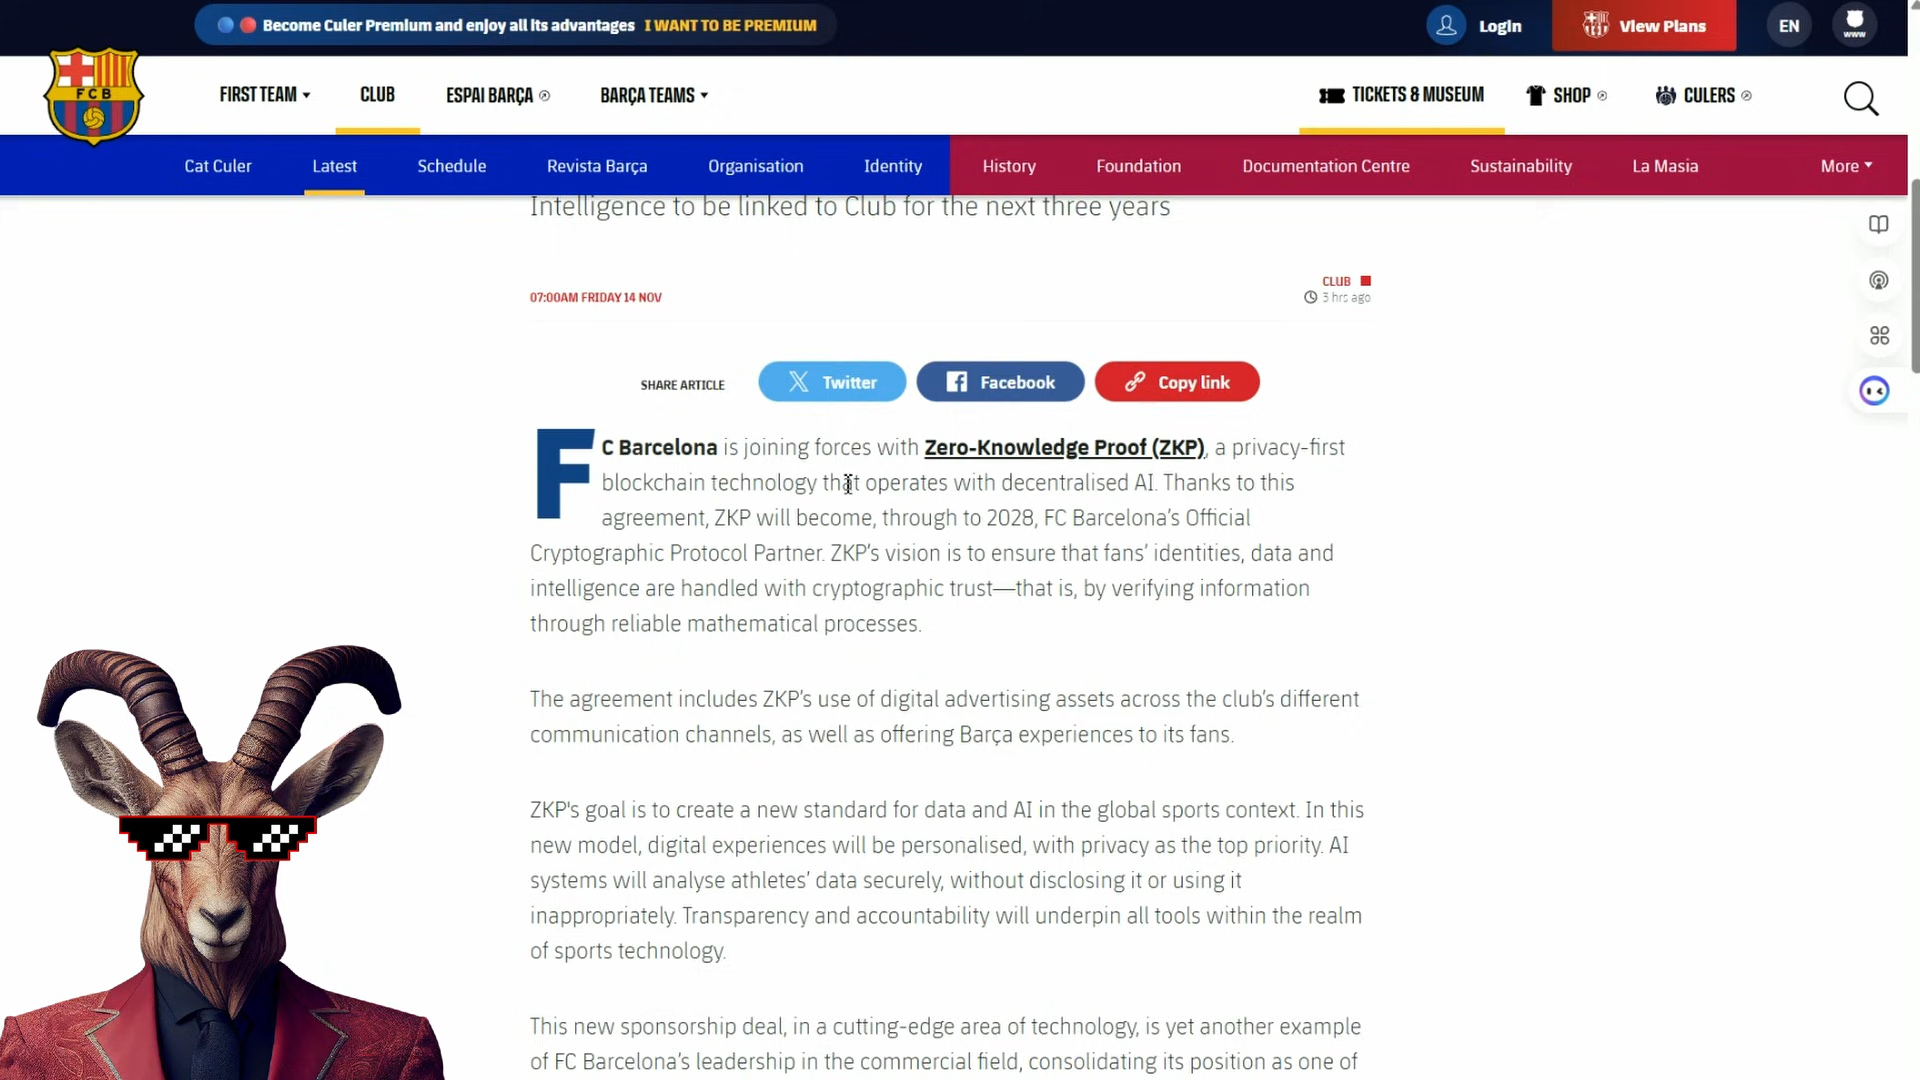 Become Culer Premium and enjoy all its advantages I WANT TO BE PREMIUM
Login
View Plans
EN
WWW
FCB
FIRST TEAM
CLUB
ESPAI BARÇA
BARÇA TEAMS
TICKETS & MUSEUM
SHOP
CULERS
Cat Culer
Latest
Schedule
Revista Barça
Organisation
Identity
History
Foundation
Documentation Centre
Sustainability
La Masia
More
Intelligence to be linked to Club for the next three years
07:00AM FRIDAY 14 NOV
CLUB
3 hrs ago
SHARE ARTICLE
Twitter
Facebook
Copy link
FC Barcelona is joining forces with Zero-Knowledge Proof (ZKP), a privacy-first
blockchain technology that operates with decentralised AI. Thanks to this
agreement, ZKP will become, through to 2028, FC Barcelona's Official
Cryptographic Protocol Partner. ZKP's vision is to ensure that fans' identities, data and
intelligence are handled with cryptographic trust—that is, by verifying information
through reliable mathematical processes.
The agreement includes ZKP's use of digital advertising assets across the club's different
communication channels, as well as offering Barça experiences to its fans.
ZKP's goal is to create a new standard for data and AI in the global sports context. In this
new model, digital experiences will be personalised, with privacy as the top priority. AI
systems will analyse athletes' data securely, without disclosing it or using it
inappropriately. Transparency and accountability will underpin all tools within the realm
of sports technology.
This new sponsorship deal, in a cutting-edge area of technology, is yet another example
of FC Barcelona's leadership in the commercial field, consolidating its position as one of